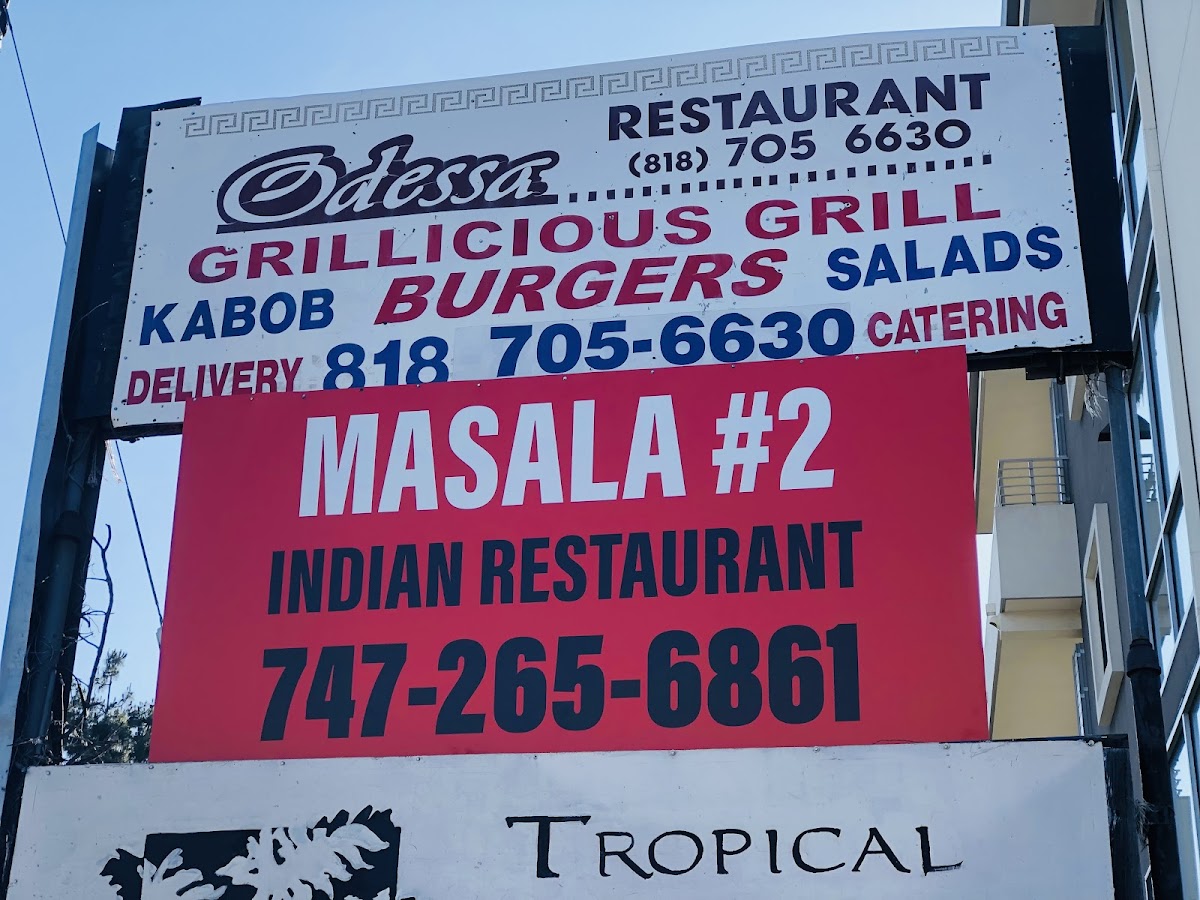 Odessa RESTAURANT
(818) 705 6630
GRILLICIOUS GRILL
KABOB BURGERS SALADS
DELIVERY 818 705-6630 CATERING
MASALA #2
INDIAN RESTAURANT
747-265-6861
TROPICAL